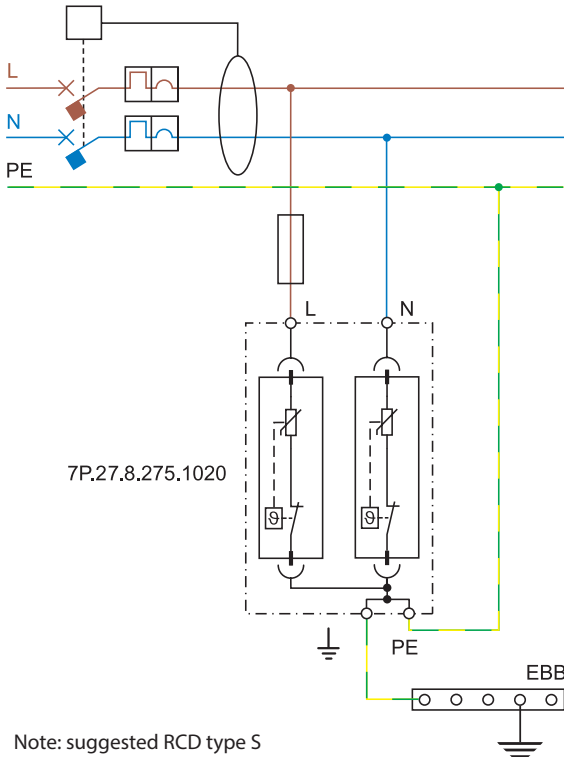 L
N
PE
L
N
7P.27.8.275.1020
ϑ
ϑ
PE
EBB
Note: suggested RCD type S